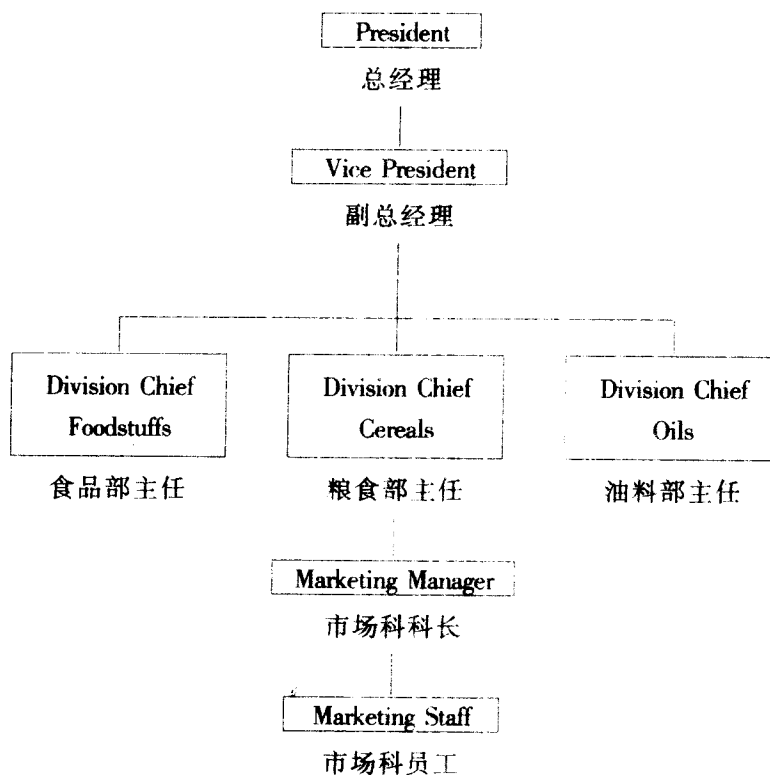 President
总经理
Vice President
副总经理
Division Chief
Foodstuffs
食品部主任
Division Chief
Cereals
粮食部主任
Division Chief
Oils
油料部主任
Marketing Manager
市场科科长
Marketing Staff
市场科员工